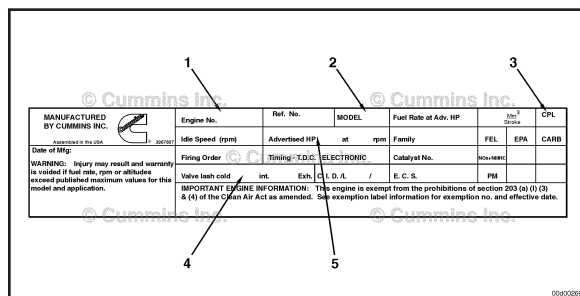 1 2 3
© Cummins Inc. © Cummins Inc.
MANUFACTURED
BY CUMMINS INC.
Assembled in the USA ® 3967607
Engine No. Ref. No. MODEL Fuel Rate at Adv. HP Mm3 Stroke CPL
Idle Speed (rpm) Advertised HP at rpm Family FEL EPA CARB
Date of Mfg:
Firing Order Timing - T.D.C. ELECTRONIC Catalyst No. NOx+NMHC
WARNING: Injury may result and warranty
is voided if fuel rate, rpm or altitudes
exceed published maximum values for this
model and application.
Valve lash cold int. Exh. C. I. D. /L / E. C. S. PM
IMPORTANT ENGINE INFORMATION: This engine is exempt from the prohibitions of section 203 (a) (l) (3)
& (4) of the Clean Air Act as amended. See exemption label information for exemption no. and effective date.
© Cummins Inc. © Cummins Inc.
4 5
00d00269